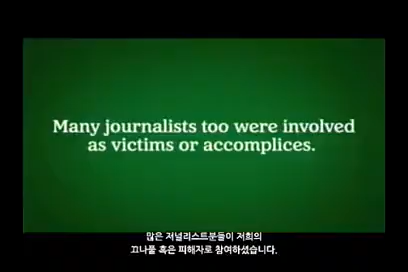 Many journalists too were involved
as victims or accomplices.
많은 저널리스트분들이 저희의
끄나풀 혹은 피해자로 참여하셨습니다.